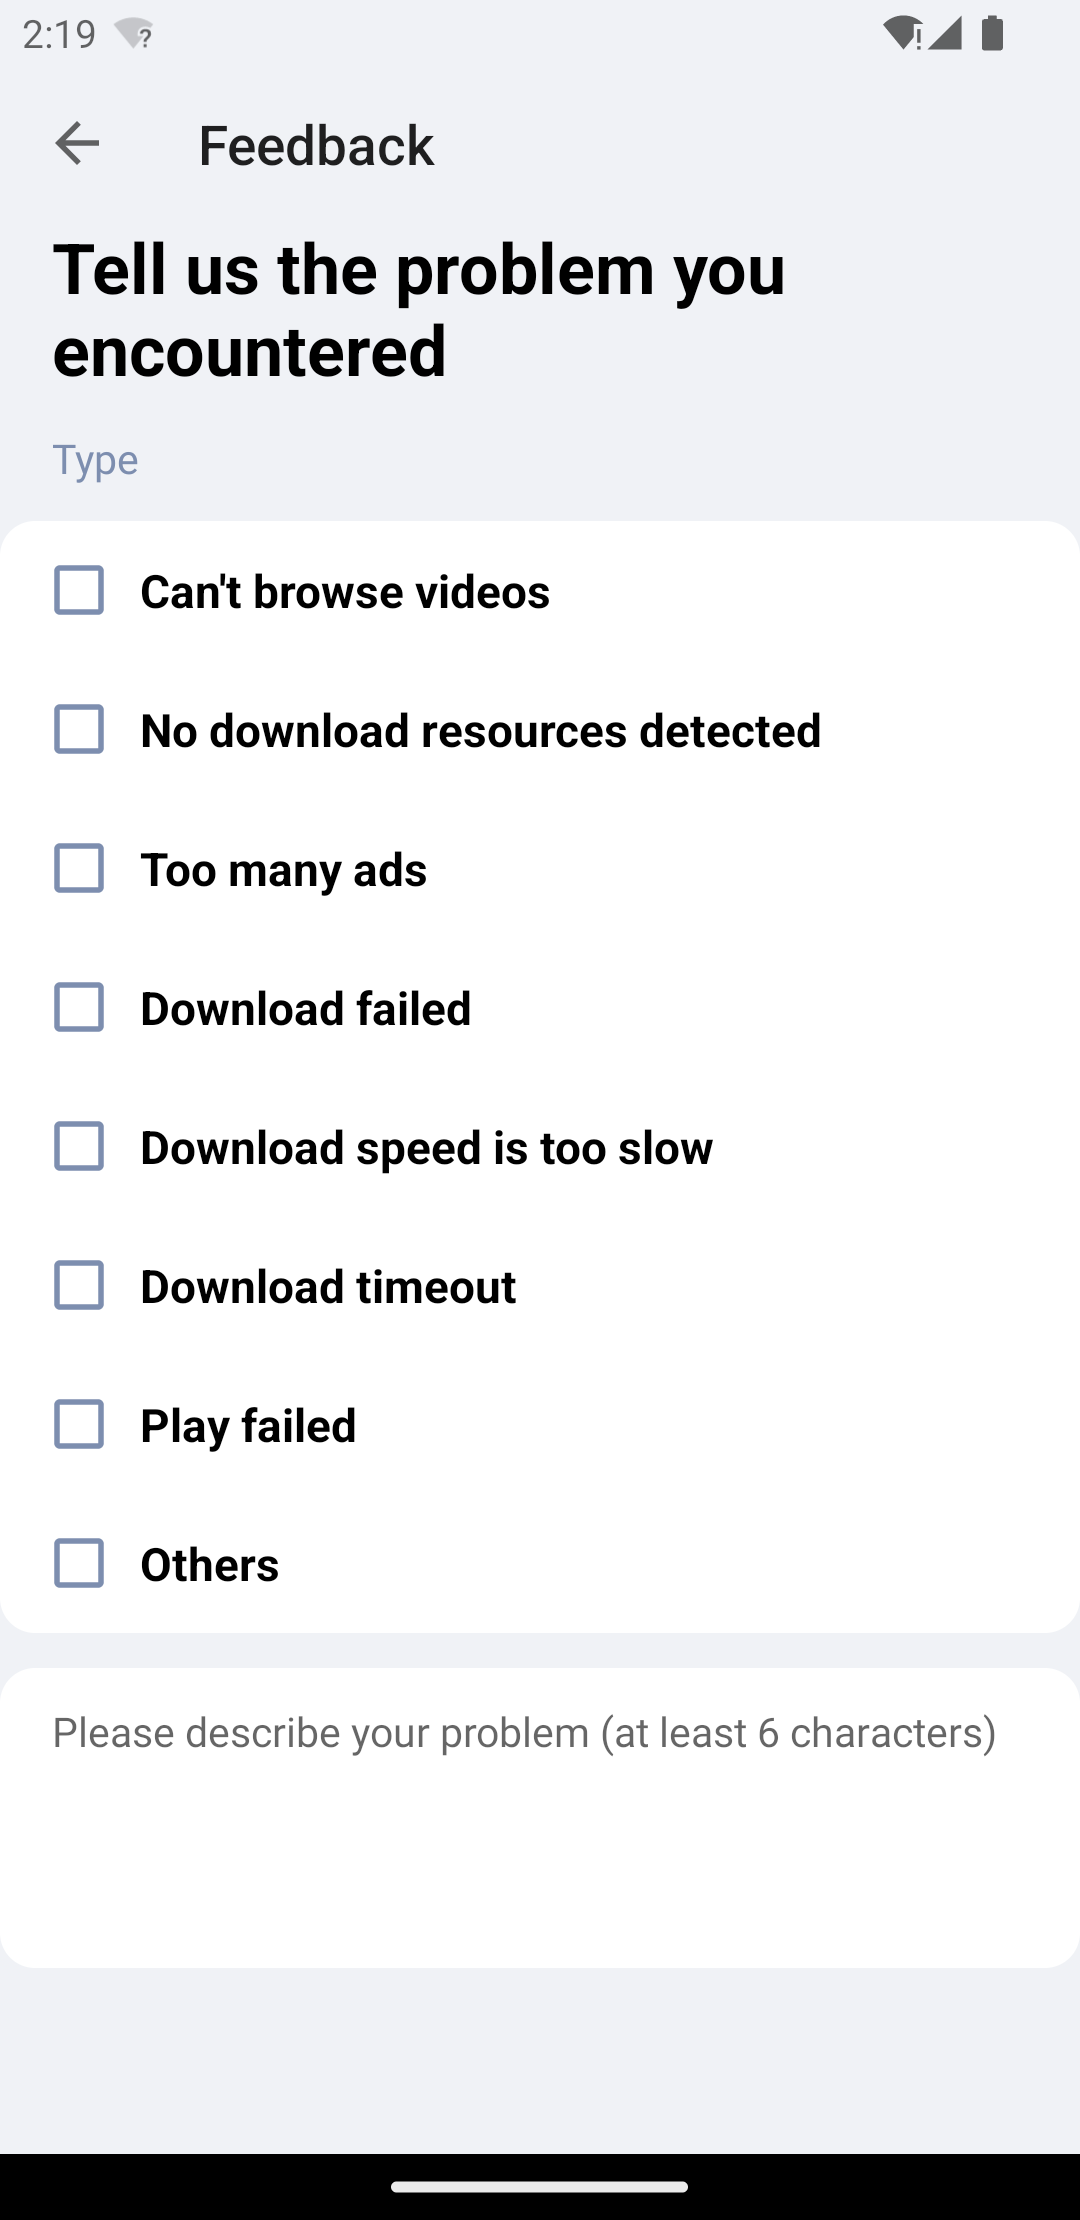 2:19
Feedback
Tell us the problem you
encountered
Type
Can't browse videos
No download resources detected
Too many ads
Download failed
Download speed is too slow
Download timeout
Play failed
Others
Please describe your problem (at least 6 characters)